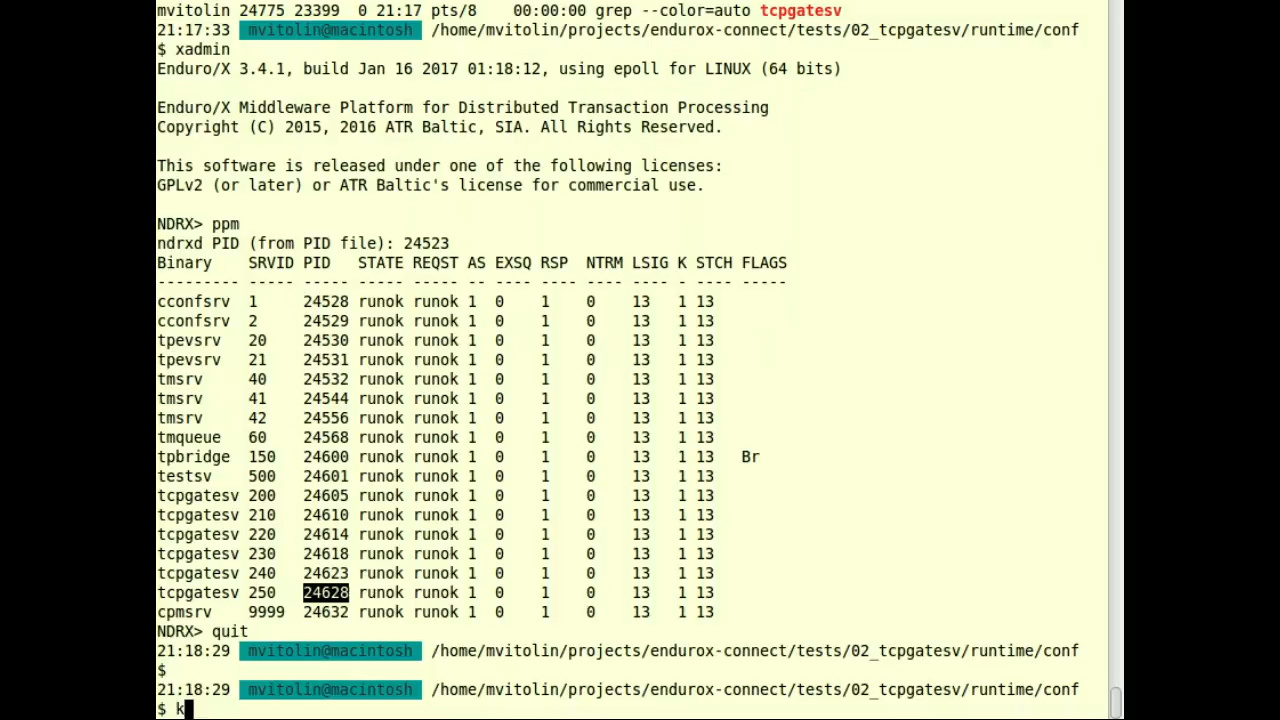 mvitolin 24775 23399  0 21:17 pts/8    00:00:00 grep --color=auto tcpgatesv
21:17:33  mvitolin@macintosh  /home/mvitolin/projects/endurox-connect/tests/02_tcpgatesv/runtime/conf
$ xadmin
Enduro/X 3.4.1, build Jan 16 2017 01:18:12, using epoll for LINUX (64 bits)
Enduro/X Middleware Platform for Distributed Transaction Processing
Copyright (C) 2015, 2016 ATR Baltic, SIA. All Rights Reserved.
This software is released under one of the following licenses:
GPLv2 (or later) or ATR Baltic's license for commercial use.
NDRX> ppm
ndrxd PID (from PID file): 24523
Binary    SRVID PID   STATE REQST AS EXSQ RSP  NTRM LSIG K STCH FLAGS
--------- ----- ----- ----- ----- -- ---- ---- ---- ---- - ---- -----
cconfsrv  1     24528 runok runok 1  0    1    0    13   1 13
cconfsrv  2     24529 runok runok 1  0    1    0    13   1 13
tpevsrv   20    24530 runok runok 1  0    1    0    13   1 13
tpevsrv   21    24531 runok runok 1  0    1    0    13   1 13
tmsrv     40    24532 runok runok 1  0    1    0    13   1 13
tmsrv     41    24544 runok runok 1  0    1    0    13   1 13
tmsrv     42    24556 runok runok 1  0    1    0    13   1 13
tmqueue   60    24568 runok runok 1  0    1    0    13   1 13
tpbridge  150   24600 runok runok 1  0    1    0    13   1 13   Br
testsv    500   24601 runok runok 1  0    1    0    13   1 13
tcpgatesv 200   24605 runok runok 1  0    1    0    13   1 13
tcpgatesv 210   24610 runok runok 1  0    1    0    13   1 13
tcpgatesv 220   24614 runok runok 1  0    1    0    13   1 13
tcpgatesv 230   24618 runok runok 1  0    1    0    13   1 13
tcpgatesv 240   24623 runok runok 1  0    1    0    13   1 13
tcpgatesv 250   24628 runok runok 1  0    1    0    13   1 13
cpmsrv    9999  24632 runok runok 1  0    1    0    13   1 13
NDRX> quit
21:18:29  mvitolin@macintosh  /home/mvitolin/projects/endurox-connect/tests/02_tcpgatesv/runtime/conf
$
21:18:29  mvitolin@macintosh  /home/mvitolin/projects/endurox-connect/tests/02_tcpgatesv/runtime/conf
$ k